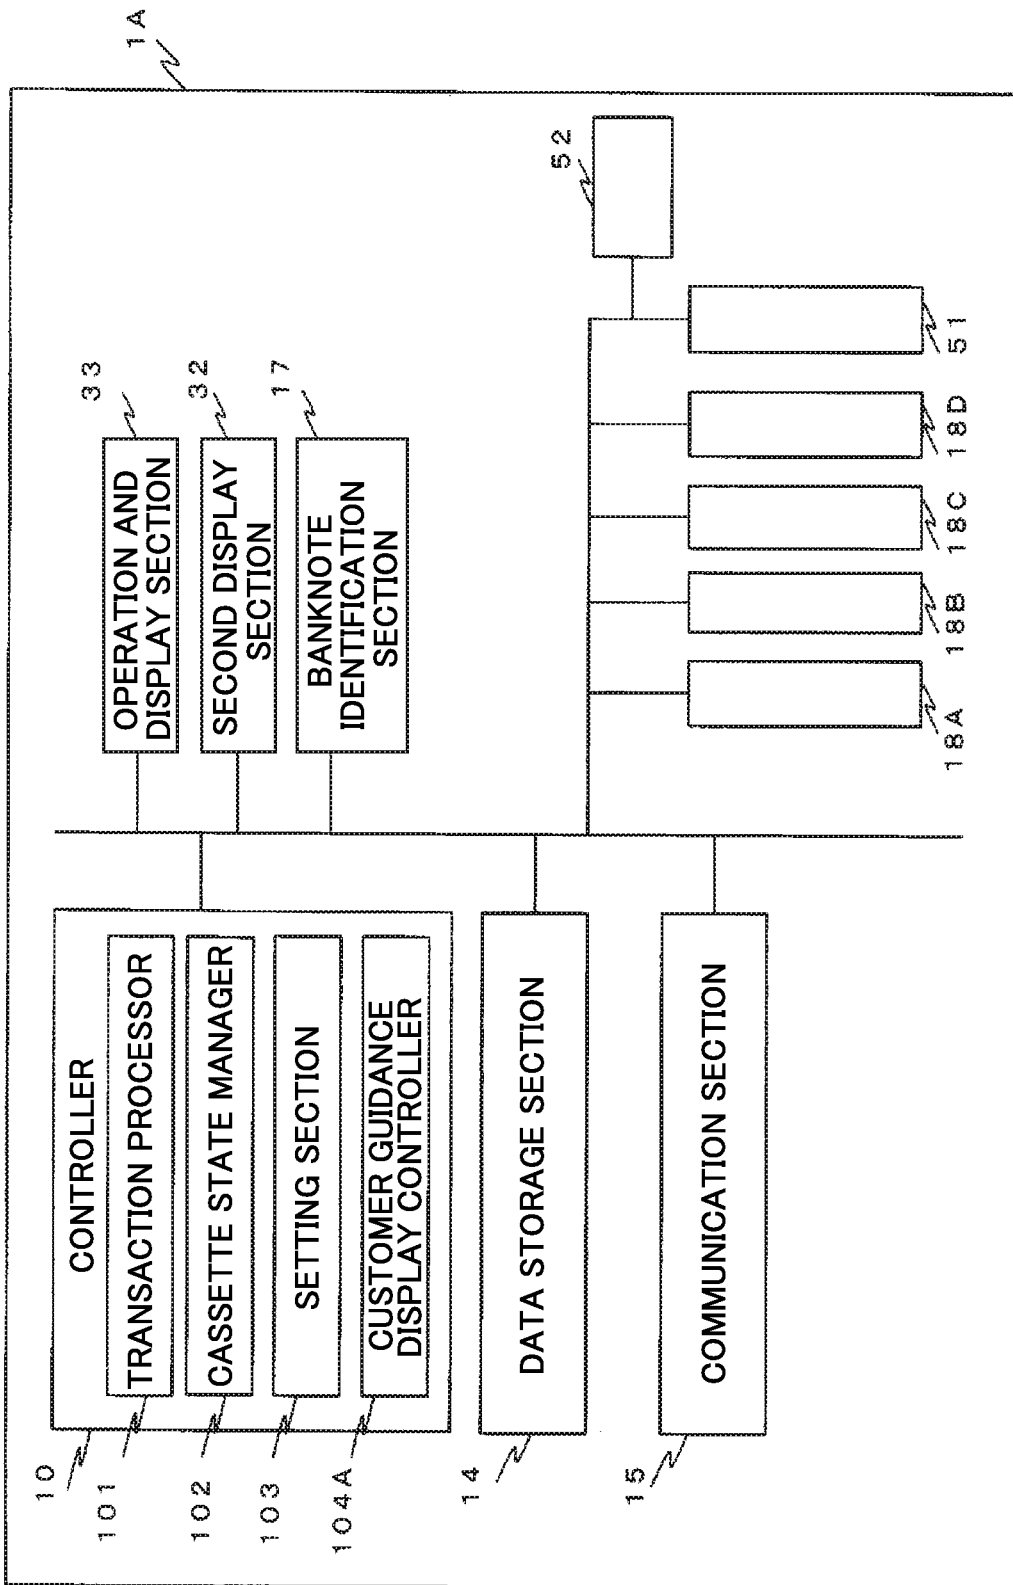 1A
10
CONTROLLER
101
TRANSACTION PROCESSOR
102
CASSETTE STATE MANAGER
103
SETTING SECTION
104A
CUSTOMER GUIDANCE
DISPLAY CONTROLLER
14
DATA STORAGE SECTION
15
COMMUNICATION SECTION
OPERATION AND
DISPLAY SECTION
33
SECOND DISPLAY
SECTION
32
BANKNOTE
IDENTIFICATION
SECTION
17
52
18A
18B
18C
18D
51